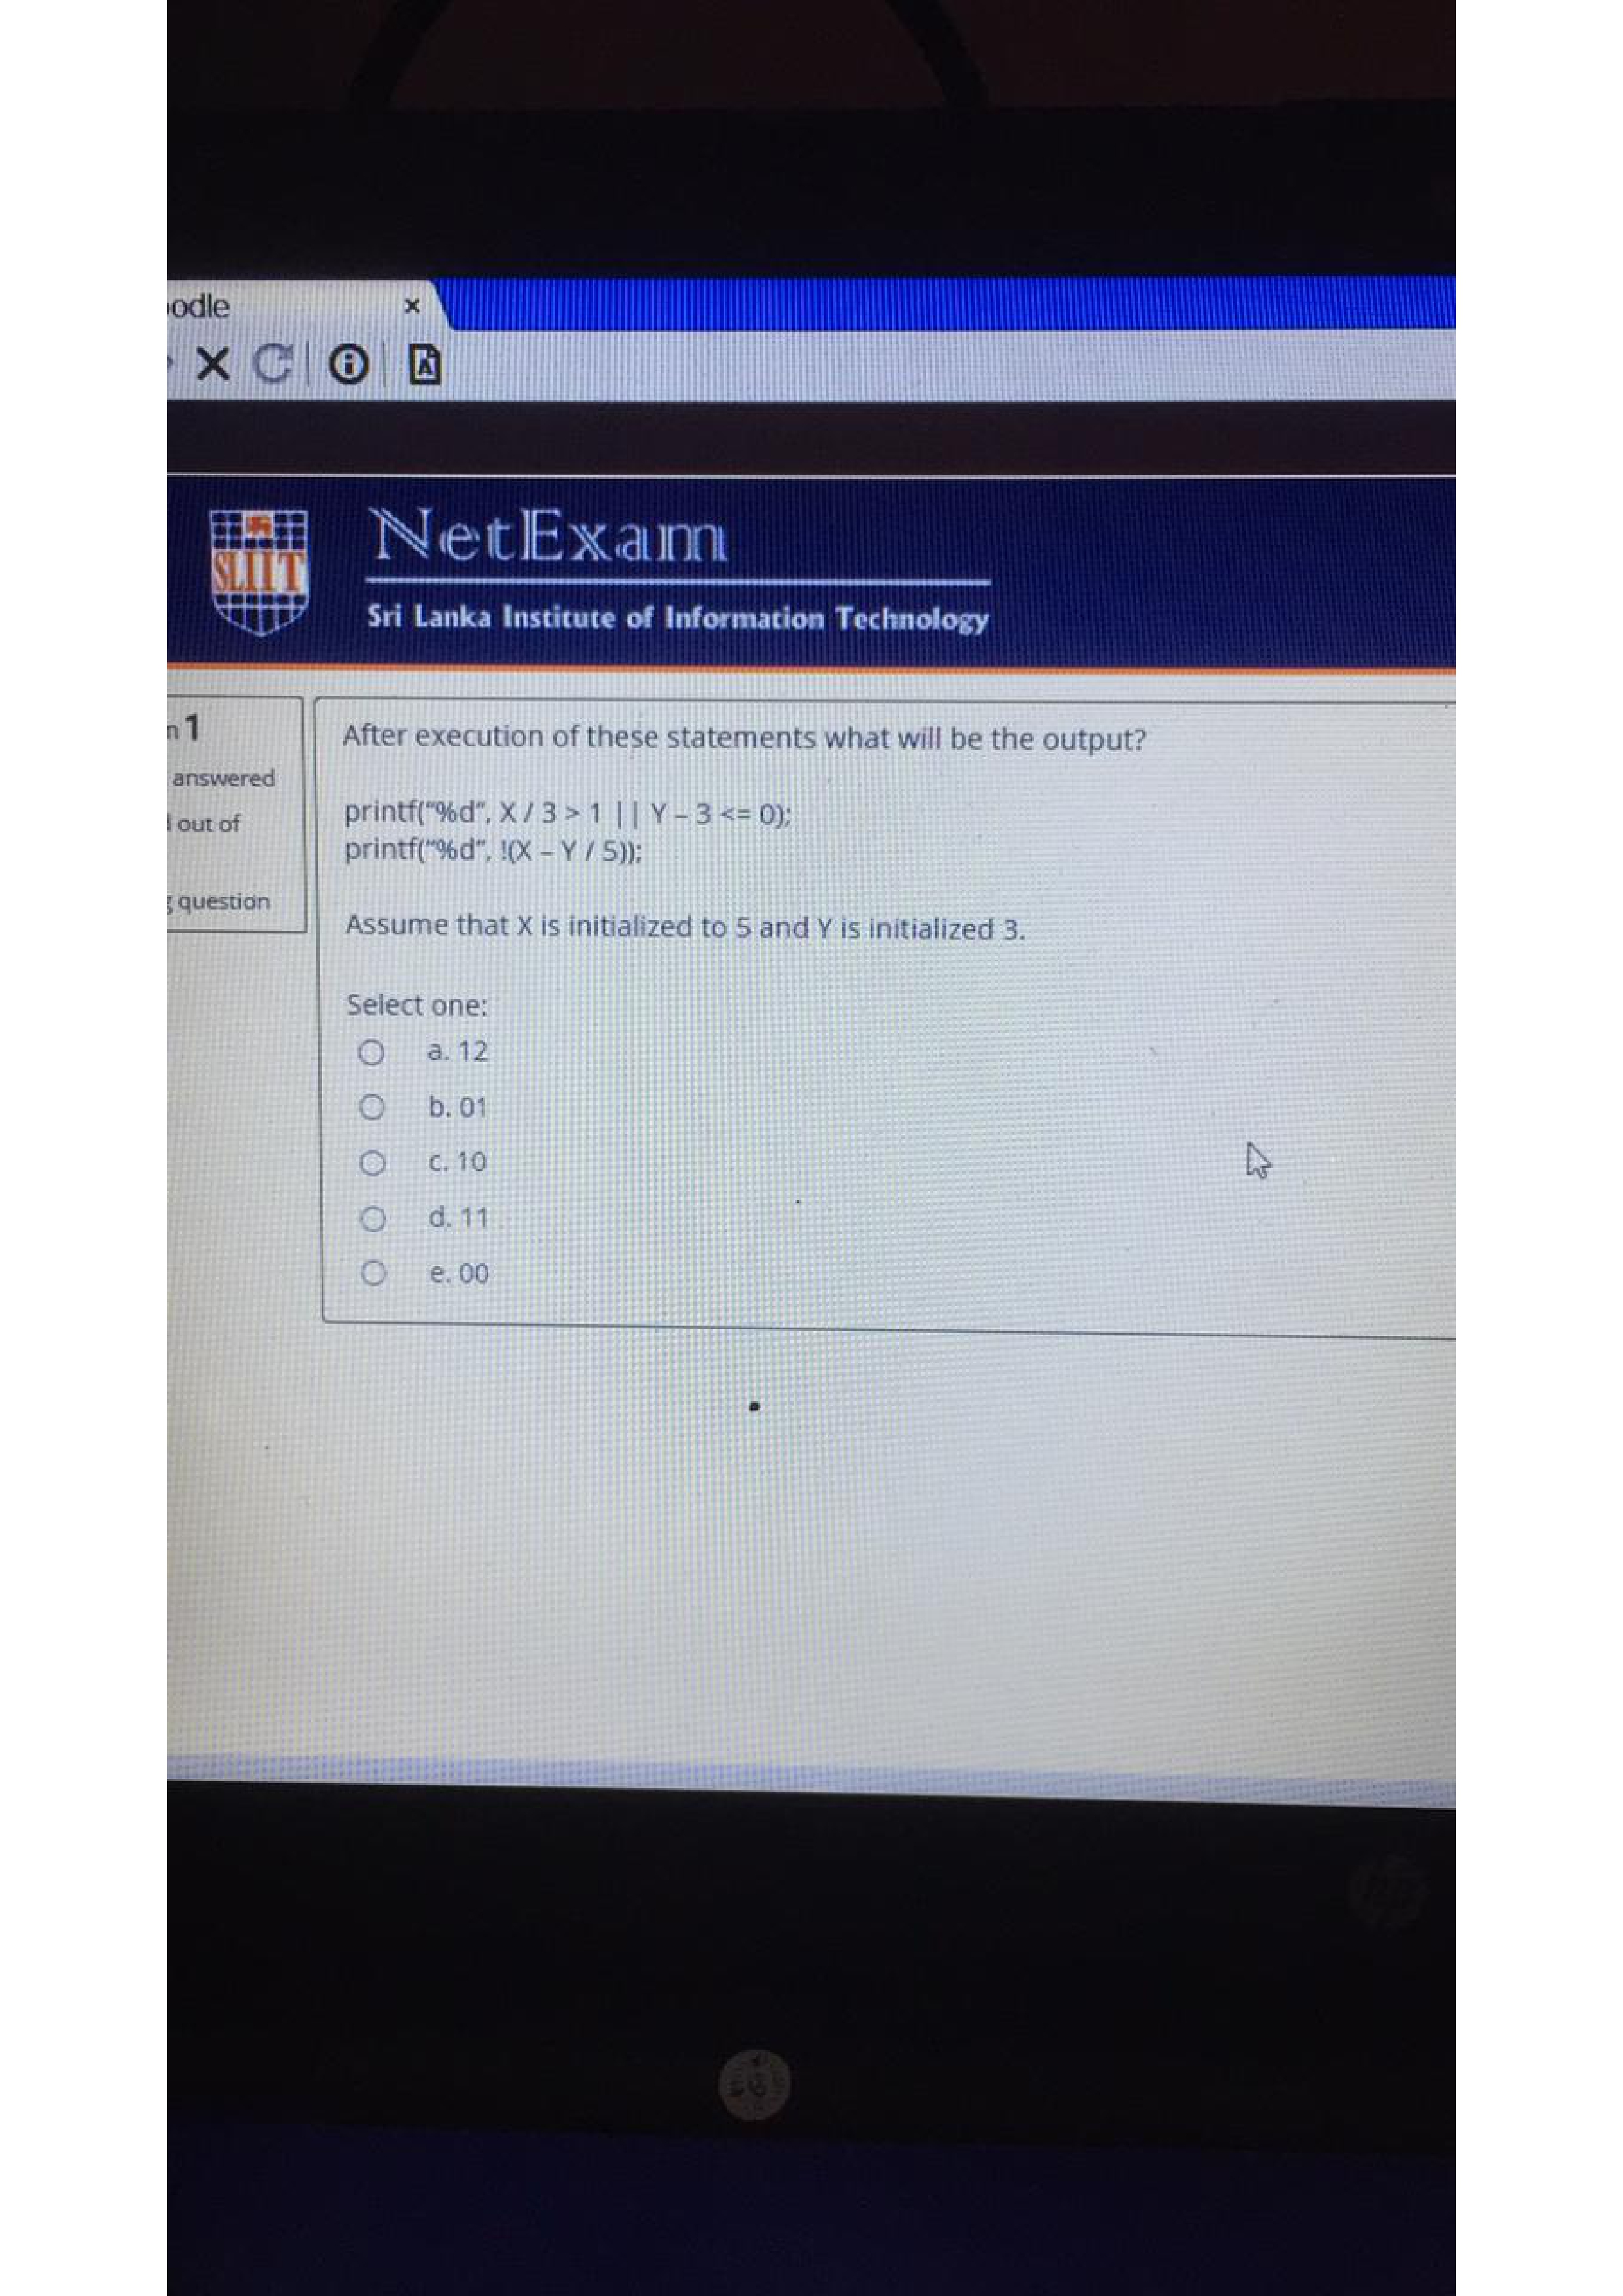 odle
NetExam
SLIIT
Sri Lanka Institute of Information Technology
1
answered
out of
question
After execution of these statements what will be the output?
printf("%d", X / 3 > 1 || Y – 3 <= 0);
printf("%d", !(X – Y / 5));
Assume that X is initialized to 5 and Y is initialized 3.
Select one:
a. 12
b. 01
c. 10
d. 11
e. 00